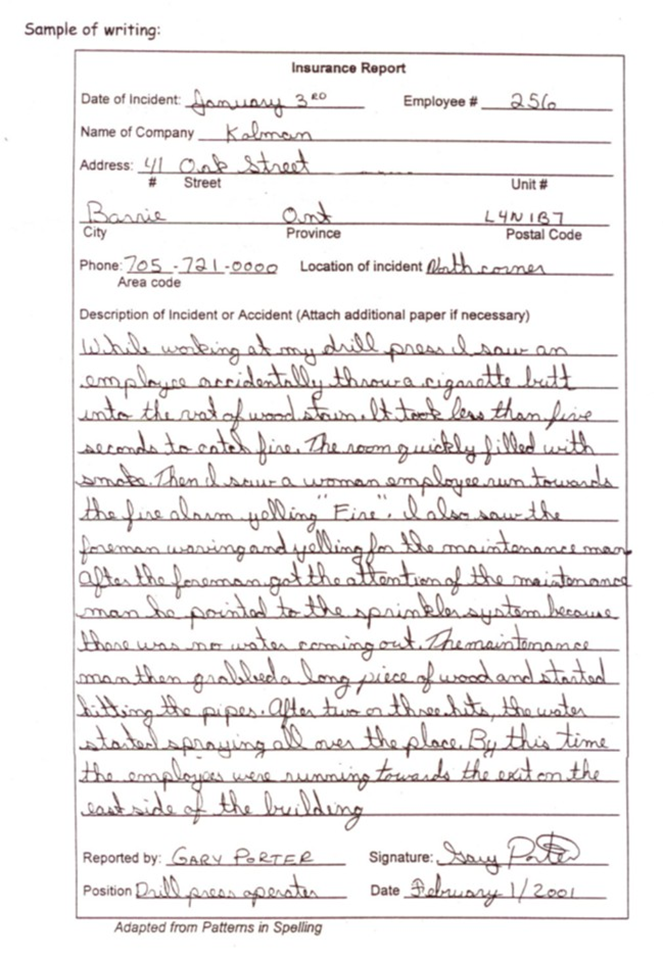 Sample of writing:
Insurance Report
Date of Incident: January 3RD Employee # 256
Name of Company Kalman
Address: 41 Oak Street
# Street Unit #
Barrie Ont L4N 1B7
City Province Postal Code
Phone: 705-721-0000 Location of incident North corner
Area code
Description of Incident or Accident (Attach additional paper if necessary)
While working at my drill press I saw an
employee accidentally throw a cigarette butt
into the vat of wood stain. It took less than five
seconds to catch fire. The room quickly filled with
smoke. Then I saw a woman employee run towards
the fire alarm yelling "Fire". I also saw the
foreman waving and yelling for the maintenance man.
After the foreman got the attention of the maintenance
man he pointed to the sprinkler system because
there was no water coming out. The maintenance
man then grabbed a long piece of wood and started
hitting the pipes. After two or three hits, the water
started spraying all over the place. By this time
the employees were running towards the exit on the
east side of the building
Reported by: GARY PORTER Signature: Gary Porter
Position Drill press operater Date February 1/2001
Adapted from Patterns in Spelling